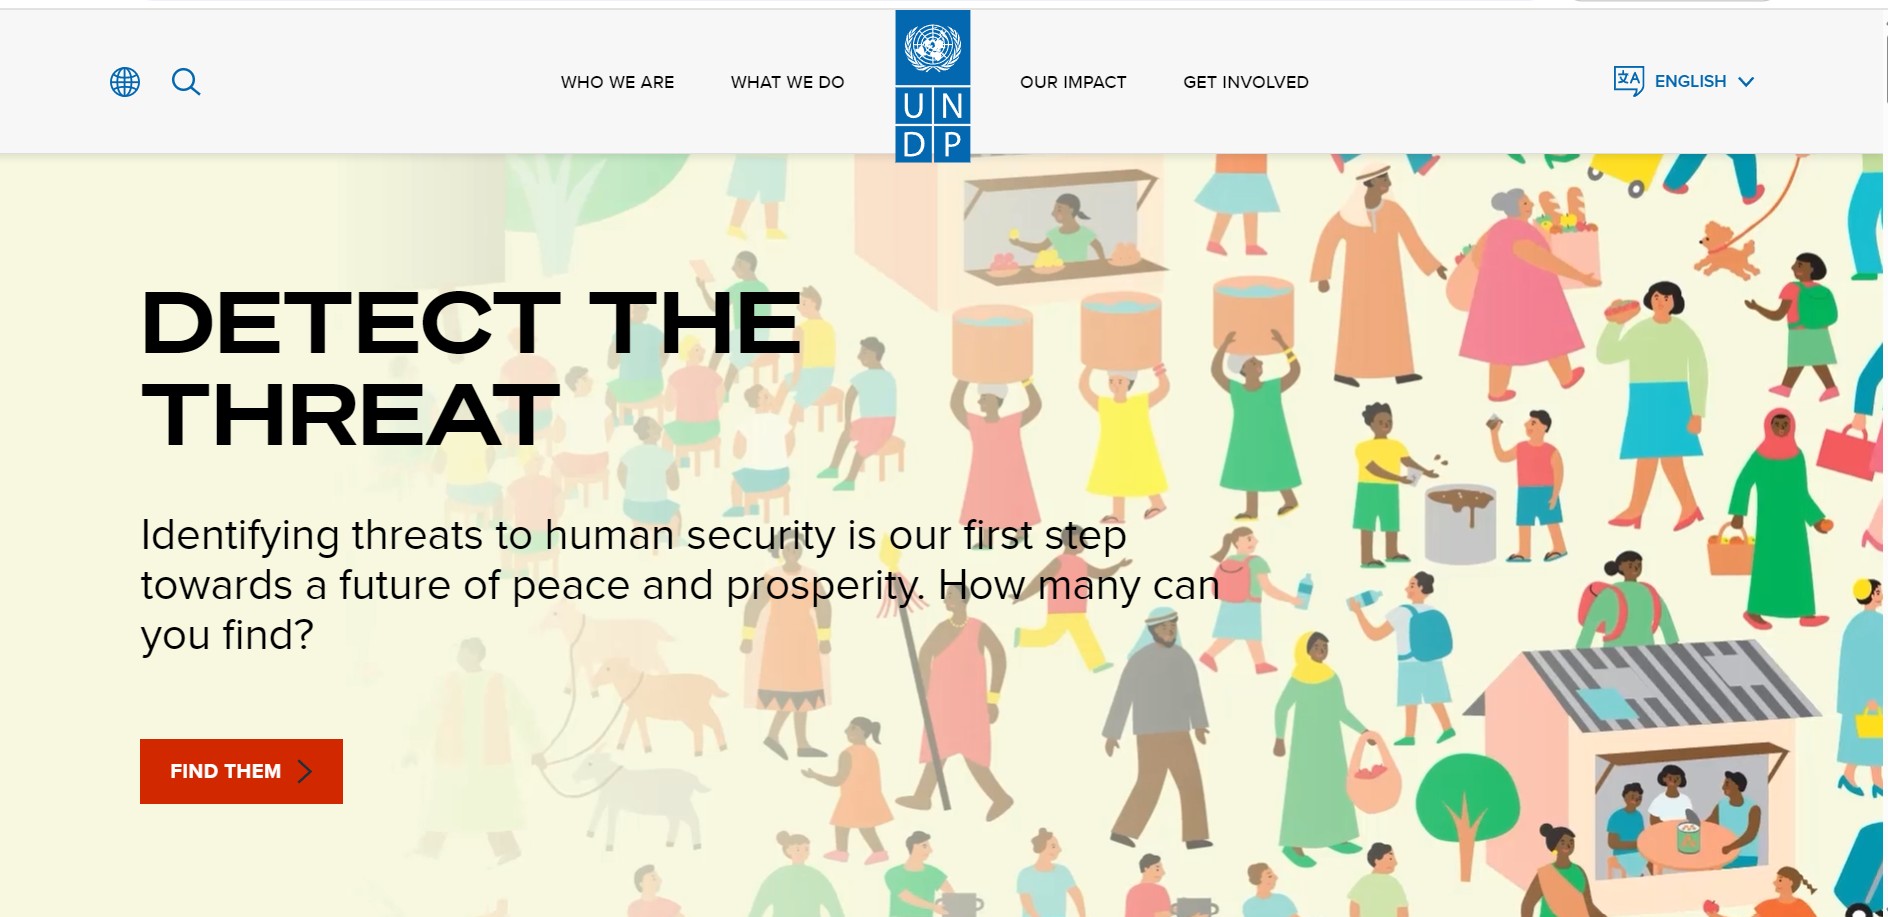 WHO WE ARE
WHAT WE DO
U N
D P
OUR IMPACT
GET INVOLVED
ENGLISH
DETECT THE
THREAT
Identifying threats to human security is our first step
towards a future of peace and prosperity. How many can
you find?
FIND THEM